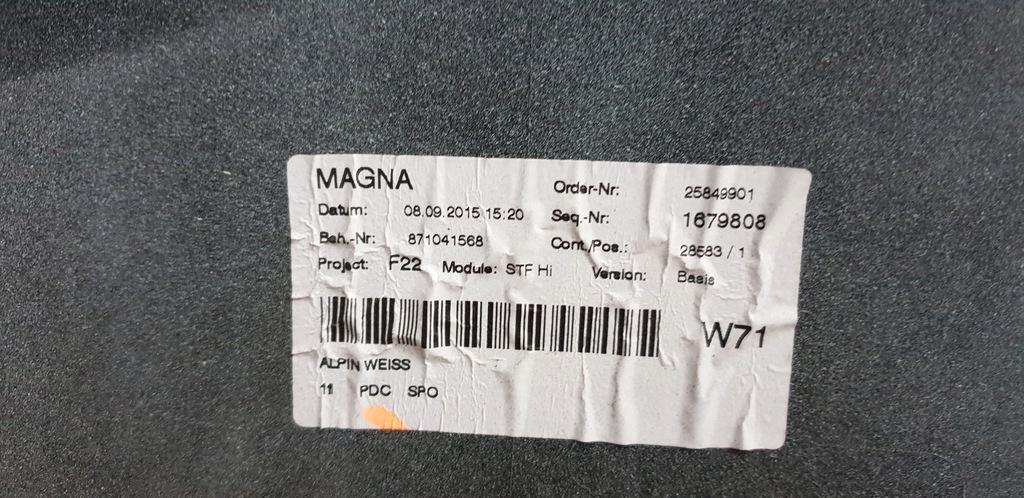 MAGNA
Order-Nr: 25849901
Datum: 08.09.2015 15:20 Seq.-Nr: 1679808
Beh.-Nr: 871041568 Cont./Pos.: 28583 / 1
Project: F22 Module: STF Hi Version: Basis
W71
ALPIN WEISS
11 PDC SPO